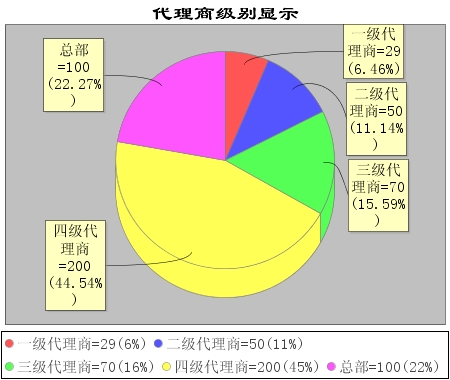 代理商级别显示
一级代
理商=29
(6.46%)
二级代
理商=50
(11.14%
)
三级代
理商=70
(15.59%
)
四级代
理商
=200
(44.54%
)
总部
=100
(22.27%
)
一级代理商=29(6%) 二级代理商=50(11%)
三级代理商=70(16%) 四级代理商=200(45%) 总部=100(22%)